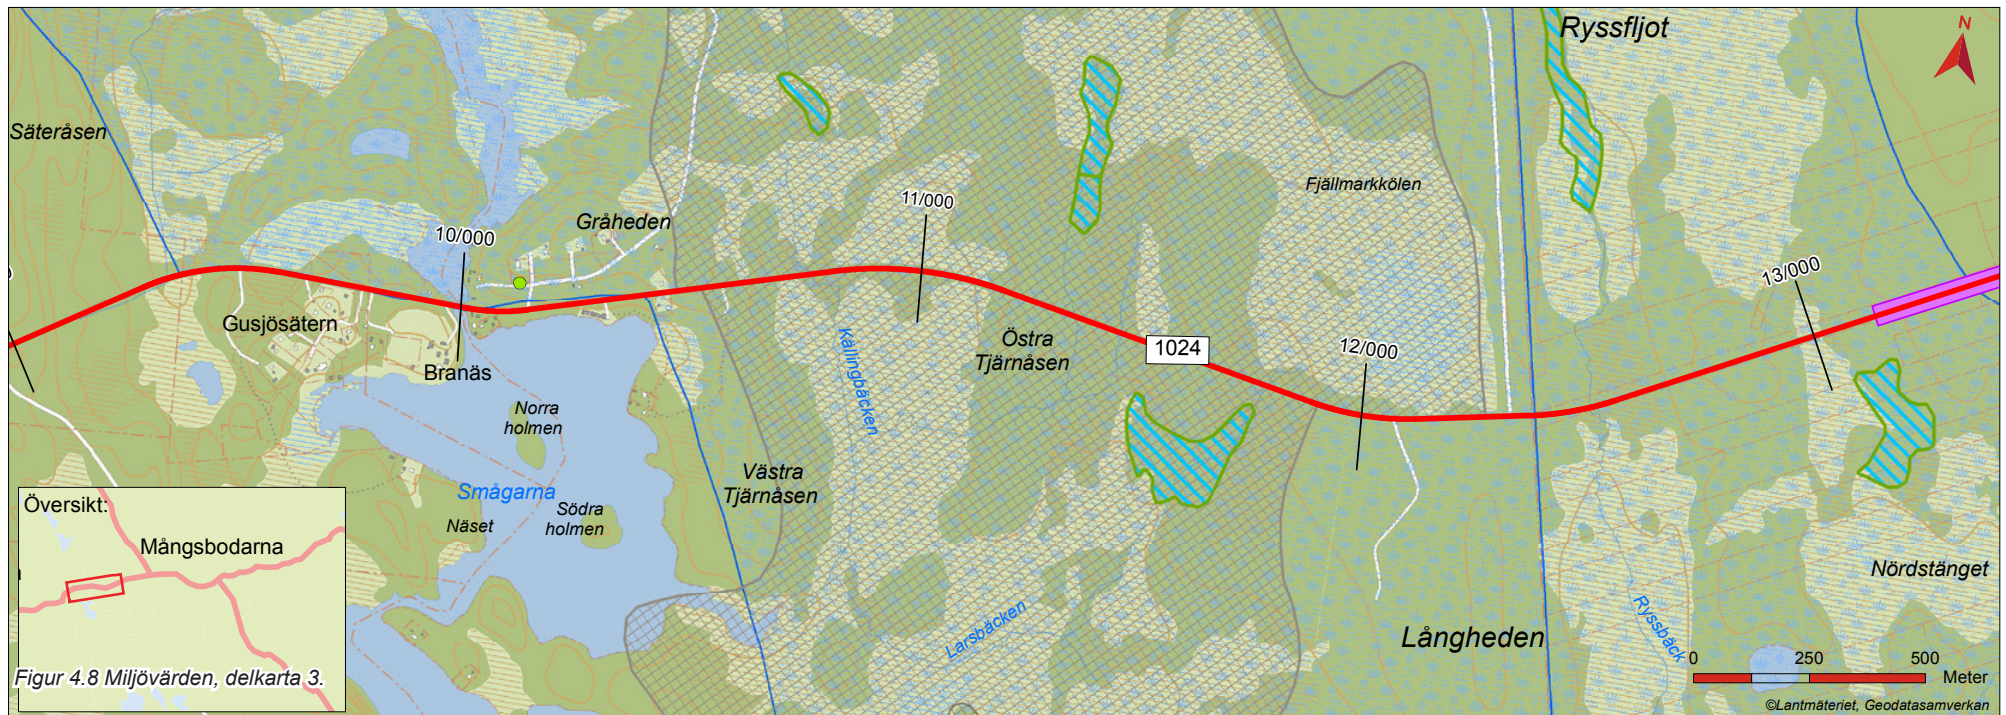 Ryssfljot
N
Säteråsen
Fjällmarkkölen
11/000
Gråheden
10/000
13/000
Gusjösätern
Källingbäcken
Östra
Tjärnåsen
1024
12/000
Branäs
Norra
holmen
Västra
Tjärnåsen
Smågarna
Näset
Södra
holmen
Översikt:
Mångsbodarna
Nördstänget
Larsbäcken
Ryssbäck
Långheden
0 250 500
Meter
Figur 4.8 Miljövärden, delkarta 3.
©Lantmäteriet, Geodatasamverkan